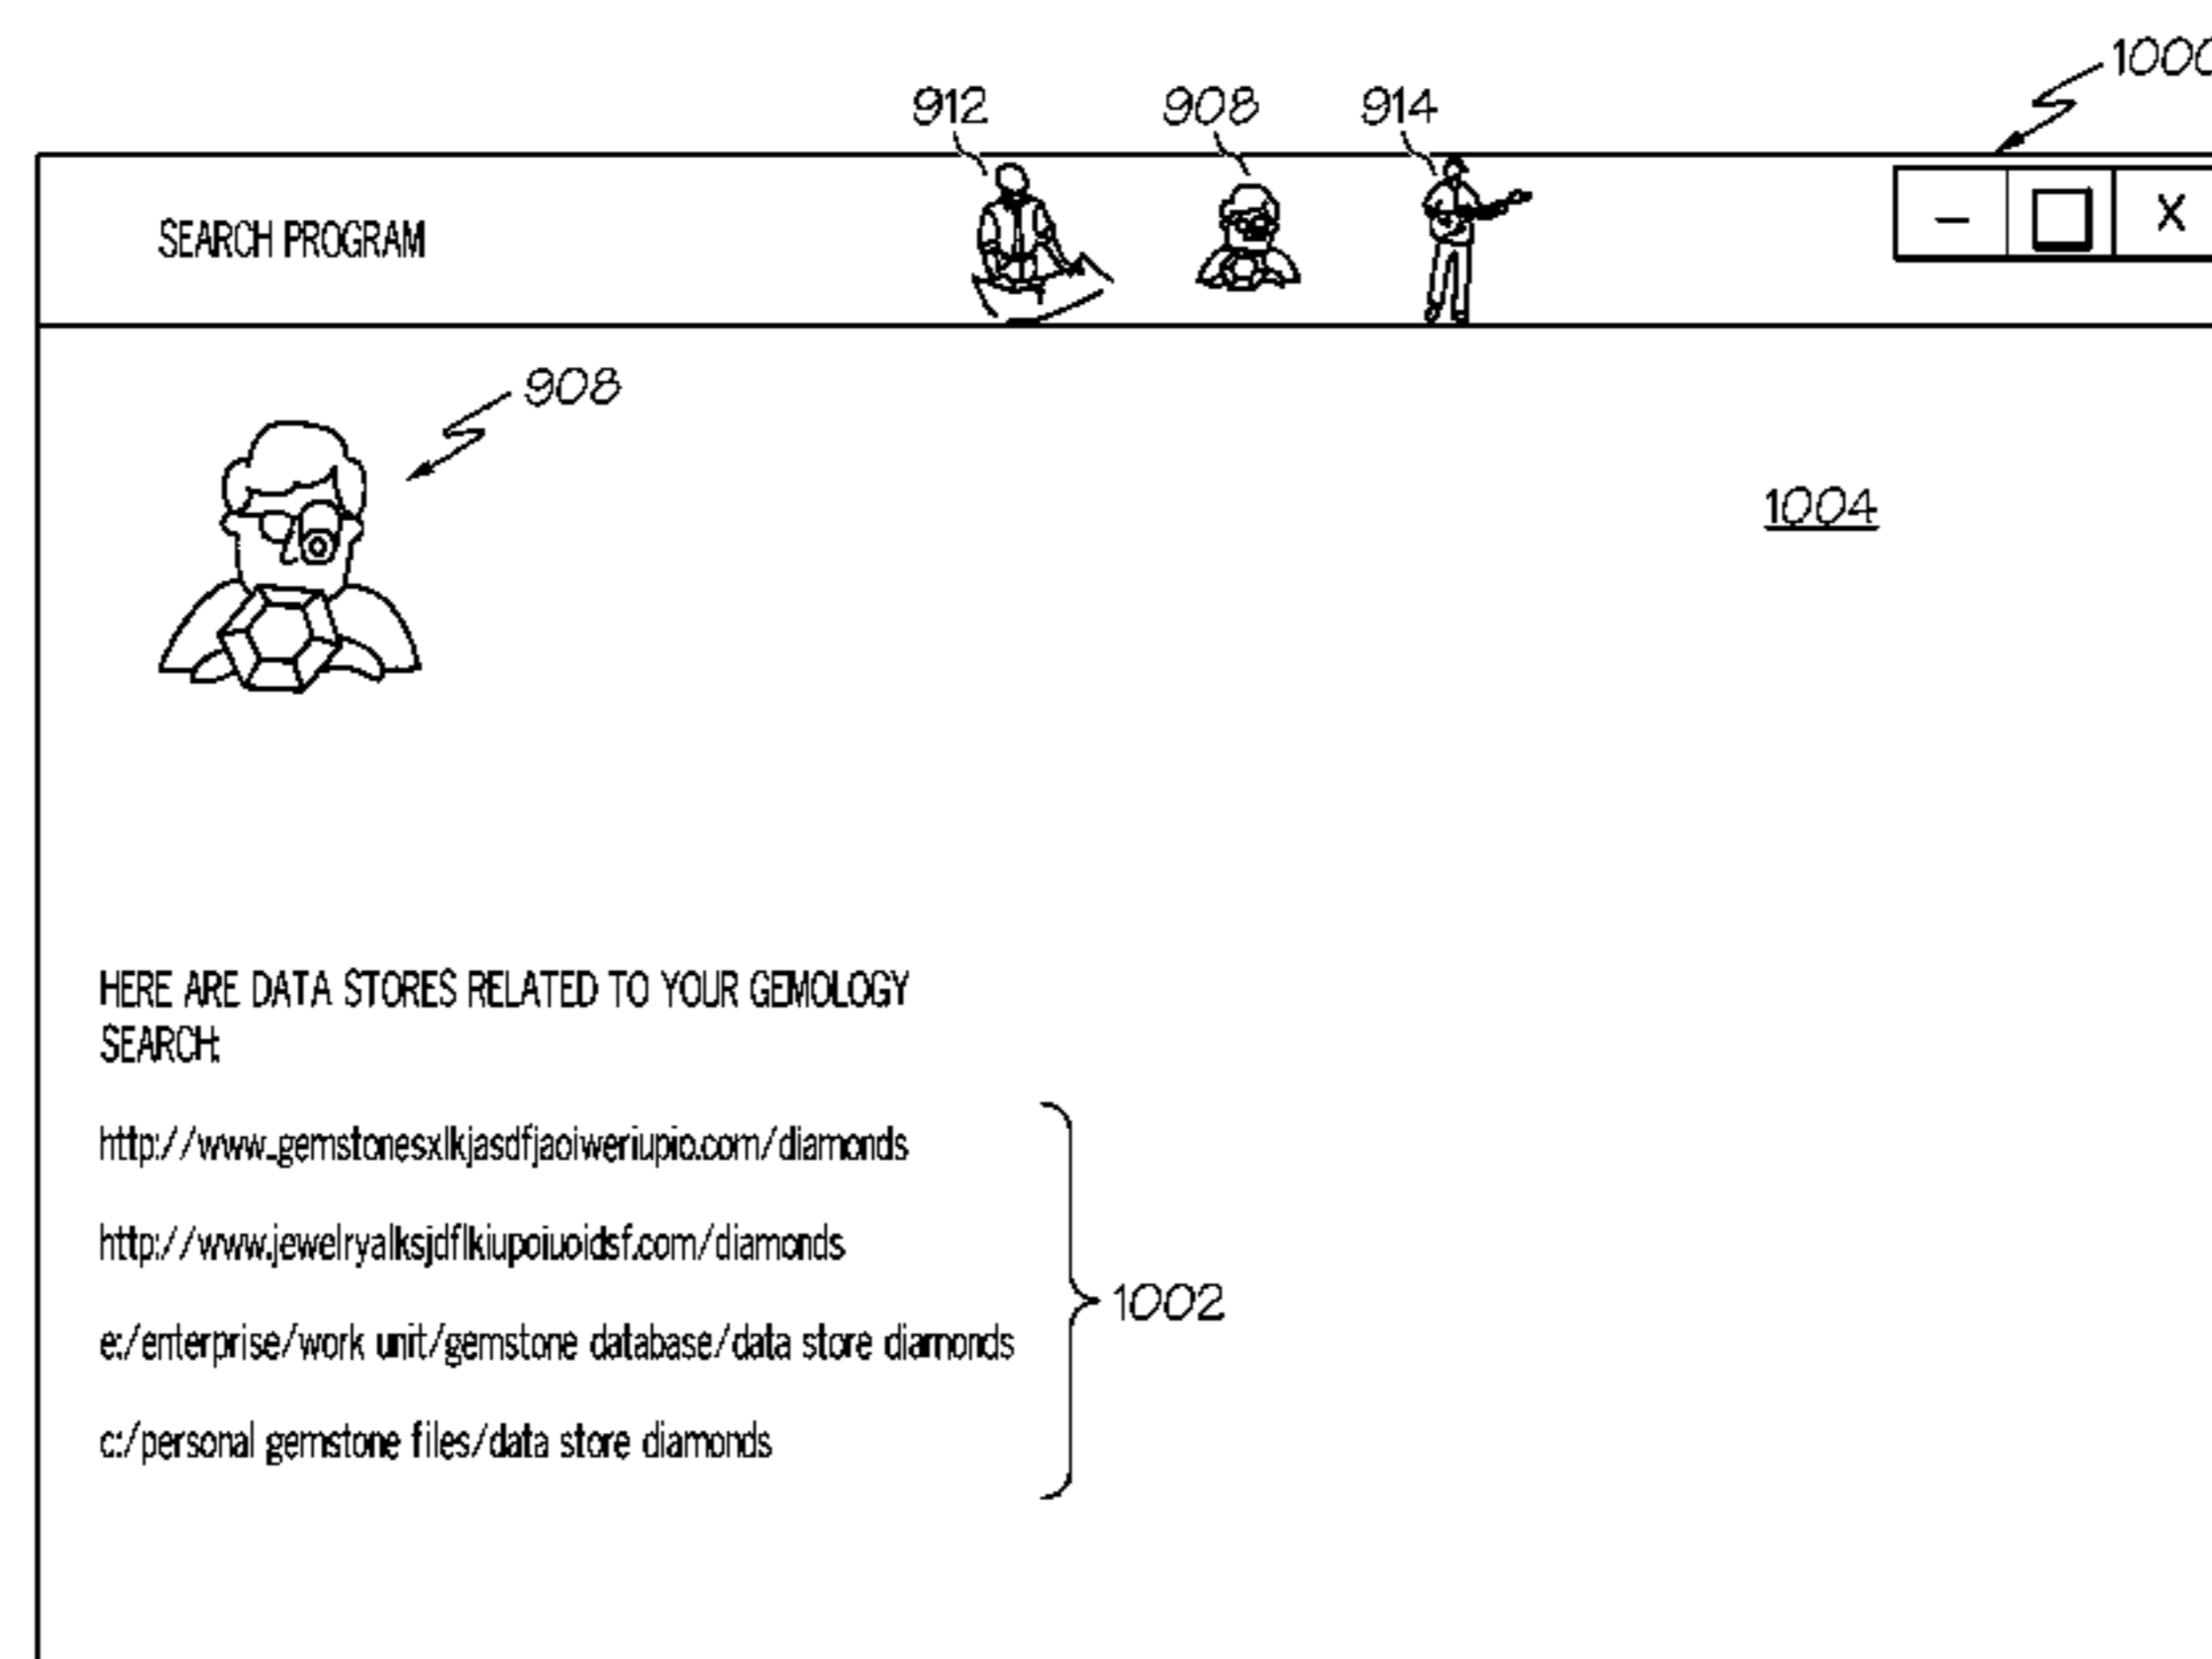 1000
912 908 914
SEARCH PROGRAM
X
908
1004
HERE ARE DATA STORES RELATED TO YOUR GEMOLOGY
SEARCH:
http://www.gemstonesxlkjasdfjaoiweriupio.com/diamonds
http://www.jewelryalksjdflkiupoiuoidsf.com/diamonds
1002
e:/enterprise/work unit/gemstone database/data store diamonds
c:/personal gemstone files/data store diamonds